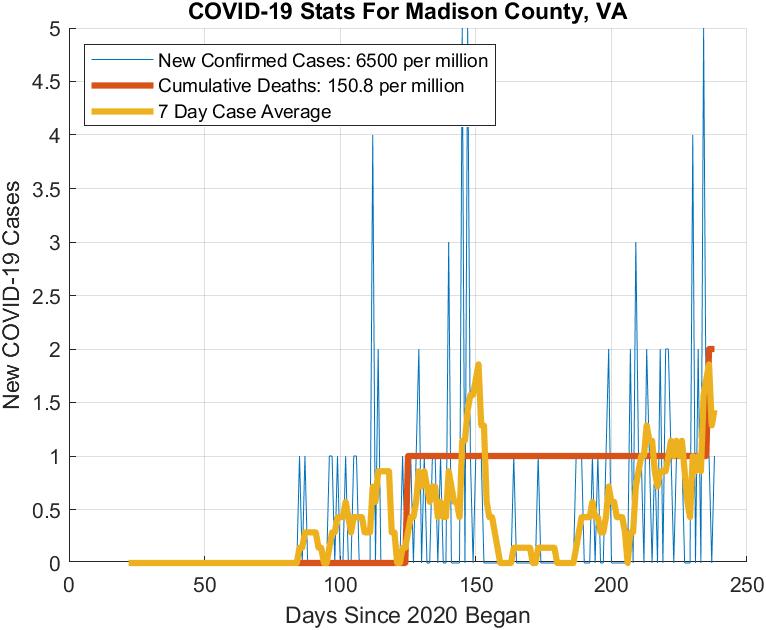 COVID-19 Stats For Madison County, VA
New Confirmed Cases: 6500 per million
Cumulative Deaths: 150.8 per million
7 Day Case Average
New COVID-19 Cases
5
4.5
4
3.5
3
2.5
2
1.5
1
0.5
0
0 50 100 150 200 250
Days Since 2020 Began